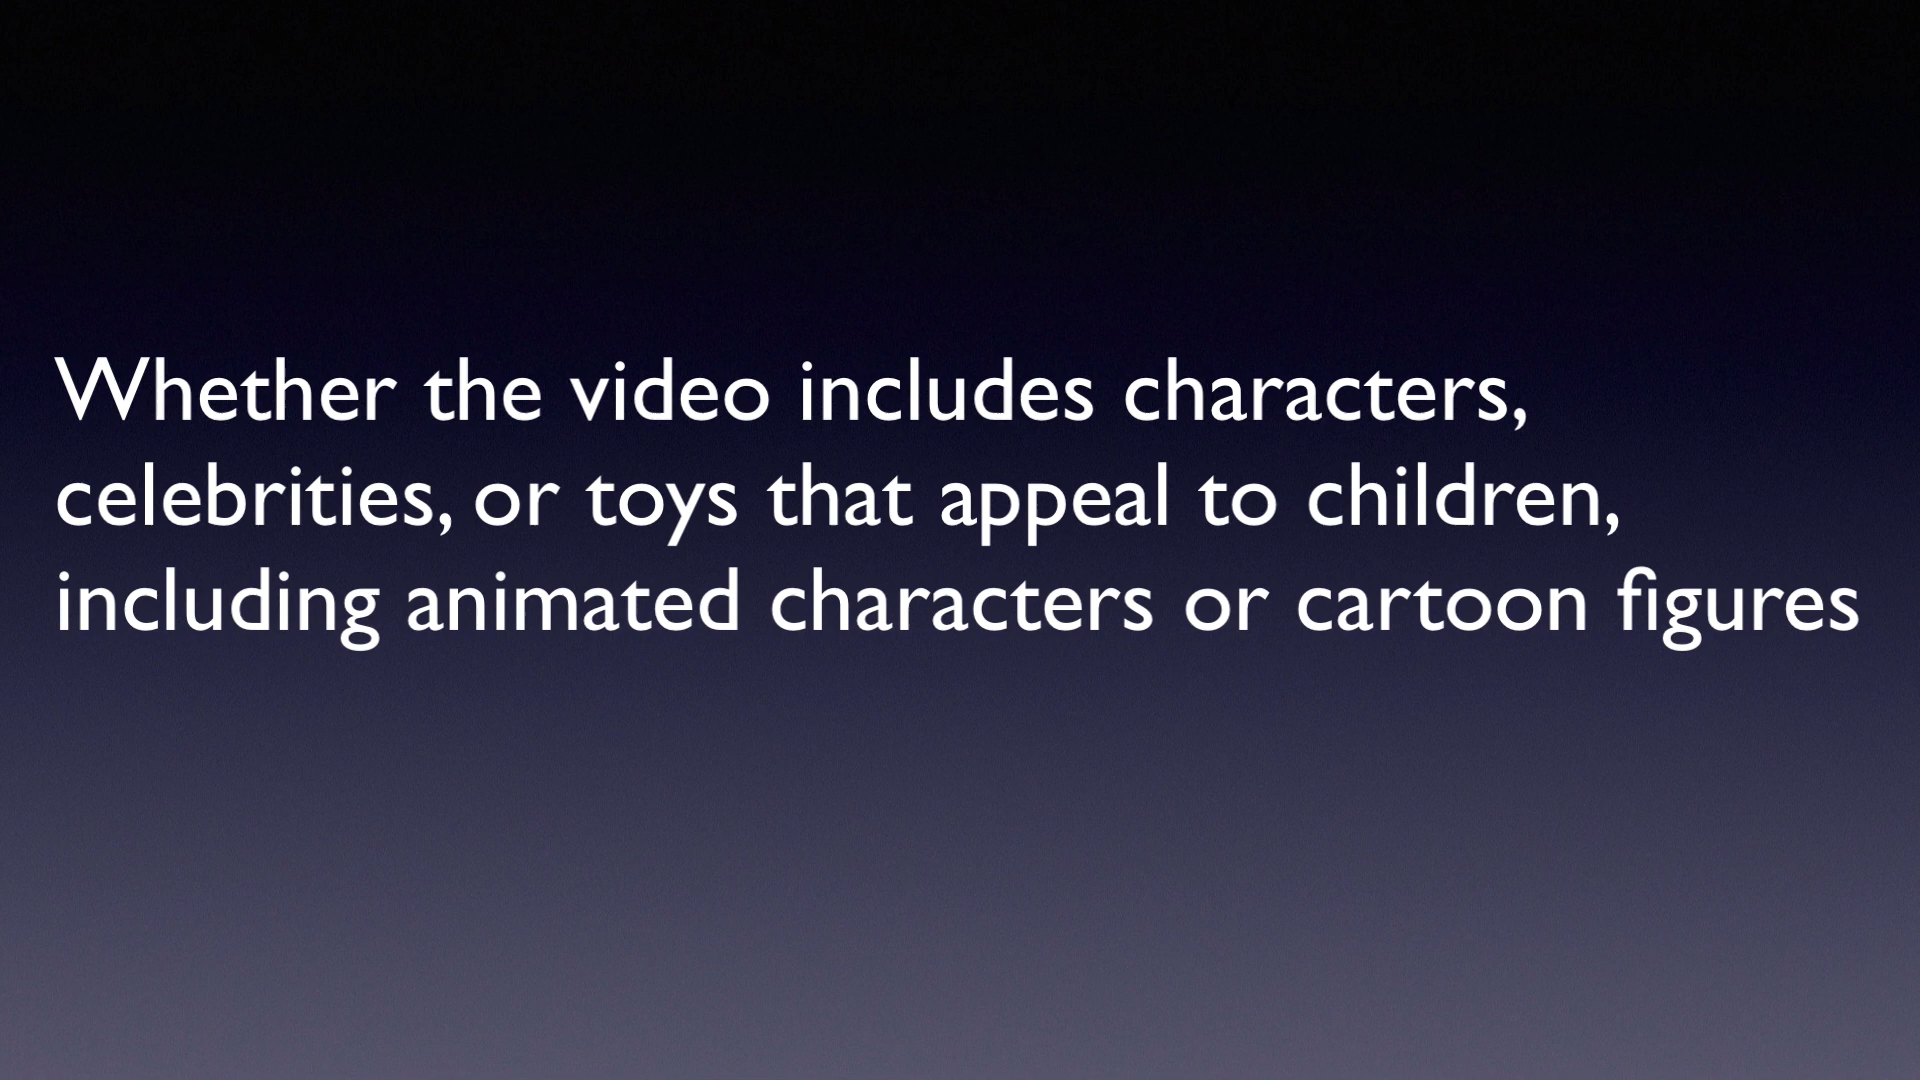 Whether the video includes characters,
celebrities, or toys that appeal to children,
including animated characters or cartoon figures